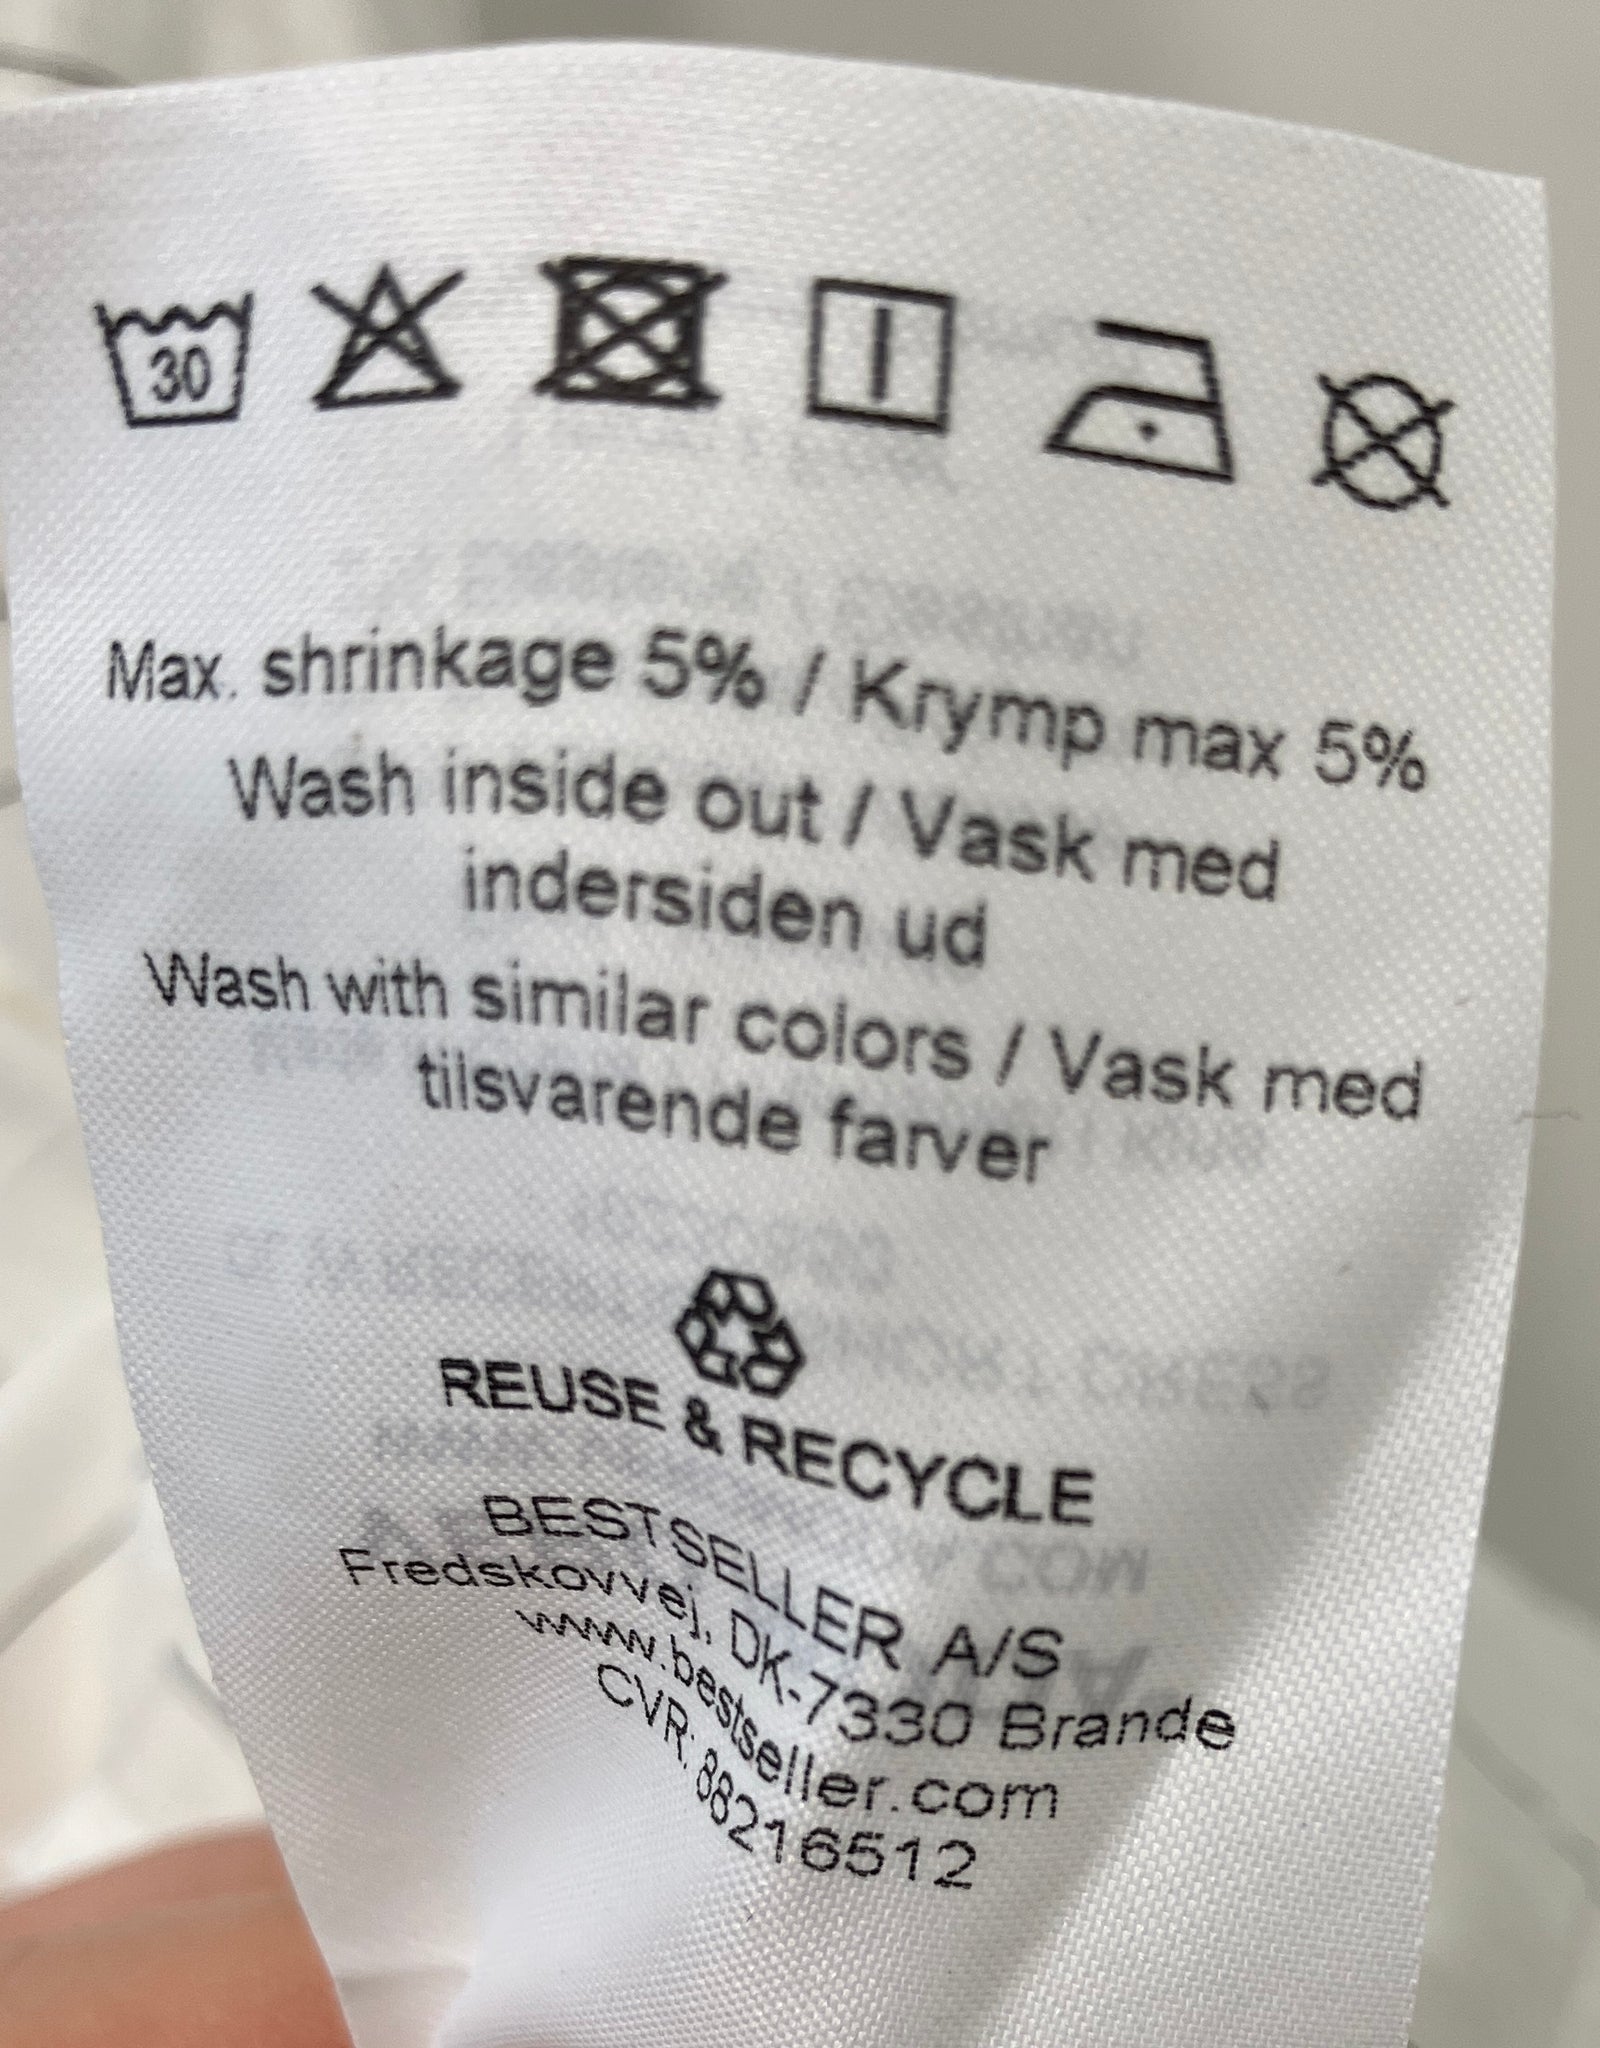 30
Max. shrinkage 5% / Krymp max 5%
Wash inside out / Vask med
indersiden ud
Wash with similar colors / Vask med
tilsvarende farver
REUSE & RECYCLE
BESTSELLER A/S
Fredskovvej, DK-7330 Brande
www.bestseller.com
CVR: 88216512